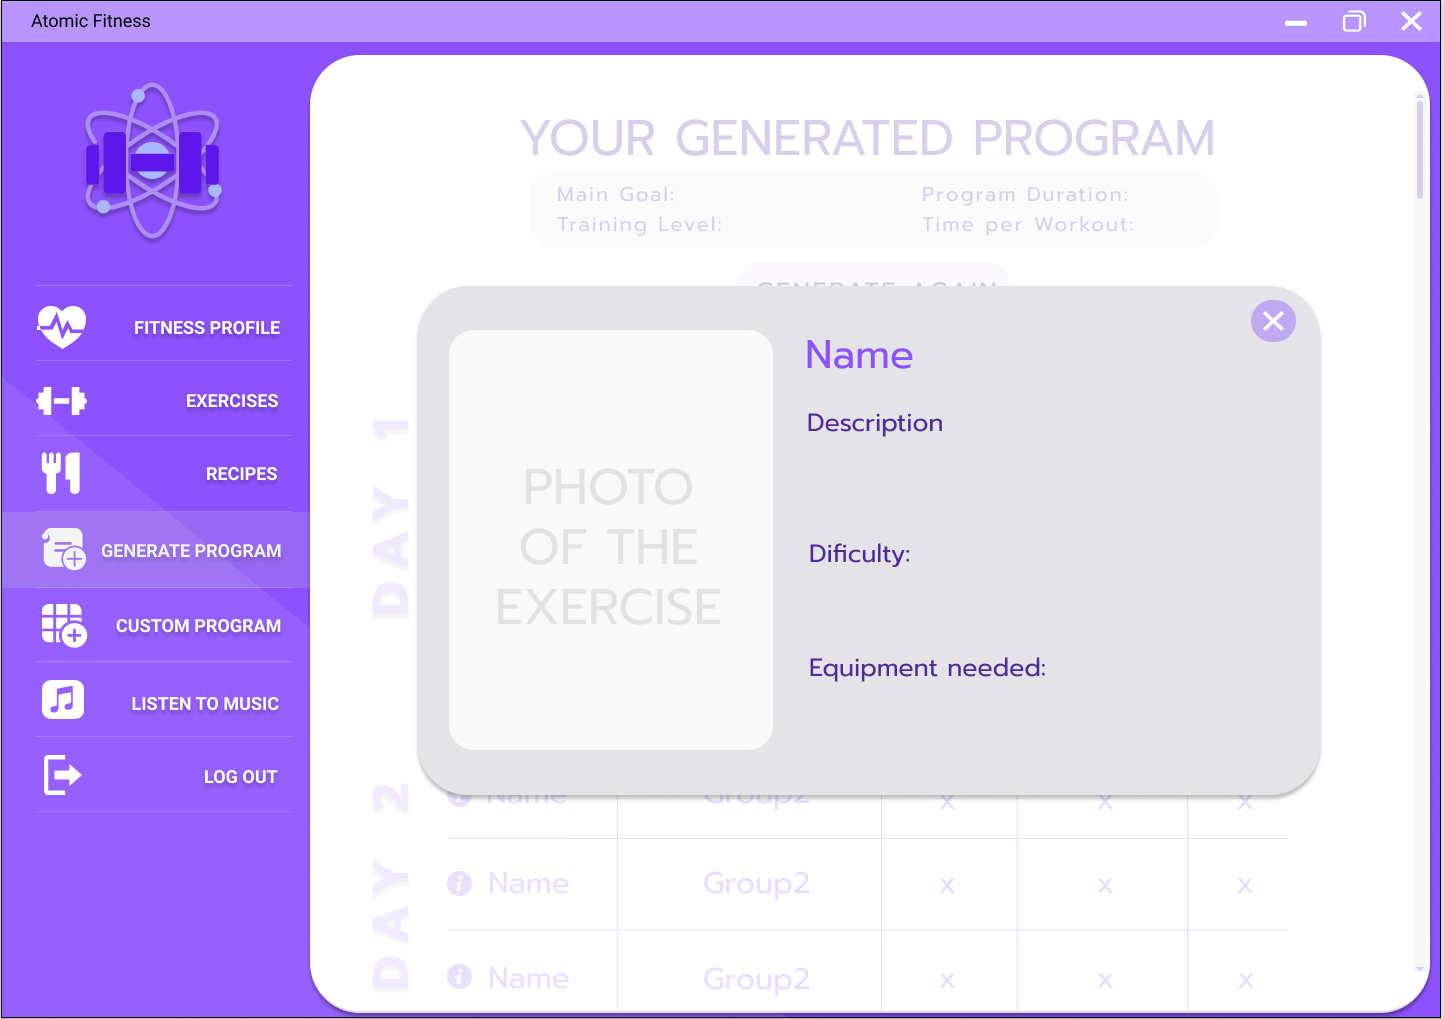 Atomic Fitness
FITNESS PROFILE
EXERCISES
RECIPES
GENERATE PROGRAM
CUSTOM PROGRAM
LISTEN TO MUSIC
LOG OUT
YOUR GENERATED PROGRAM
Main Goal:
Program Duration:
Training Level:
Time per Workout:
GENERATE AGAIN
DAY 1
PHOTO
OF THE
EXERCISE
Name
Description
Dificulty:
Equipment needed:
DAY 2
Name Group2 x x x
Name Group2 x x x
Name Group2 x x x